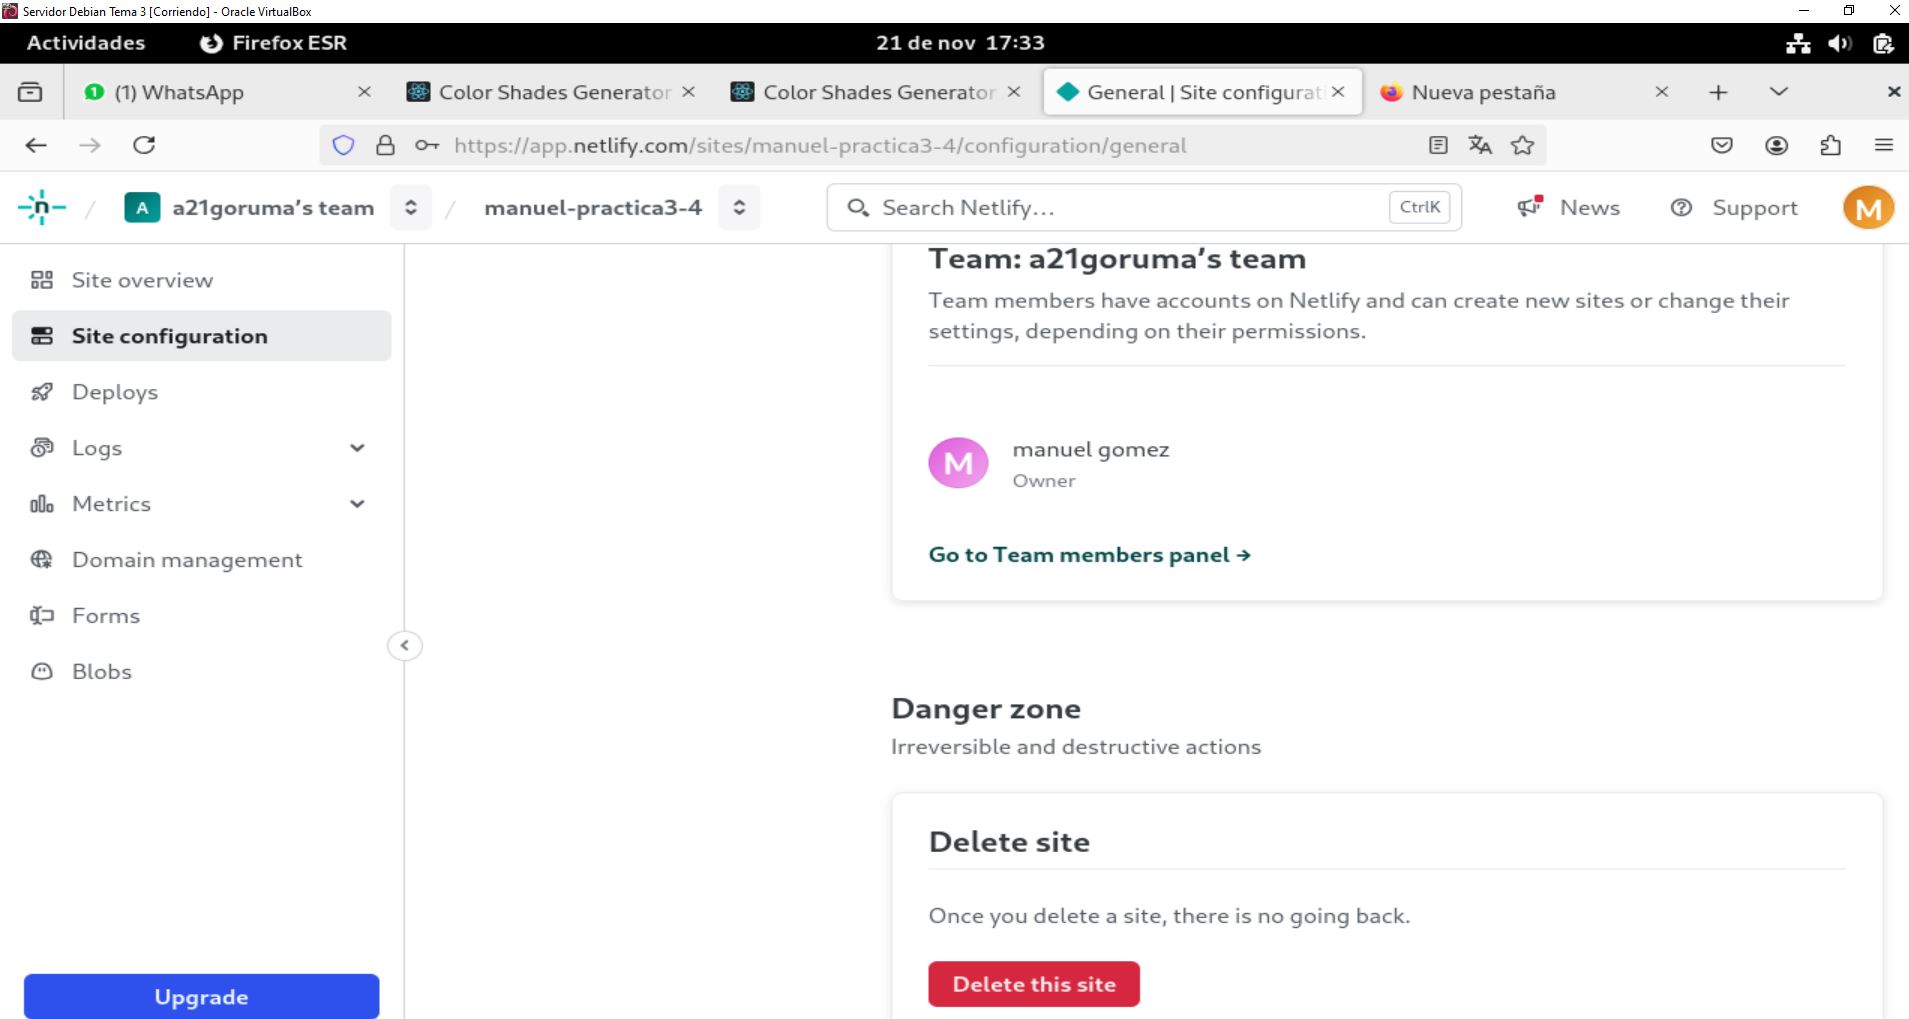 Servidor Debian Tema 3 [Corriendo] - Oracle VirtualBox
Actividades Firefox ESR 21 de nov 17:33
1 (1) WhatsApp Color Shades Generator Color Shades Generator General | Site configurati Nueva pestaña
https://app.netlify.com/sites/manuel-practica3-4/configuration/general
n / A a21goruma's team / manuel-practica3-4 Search Netlify... CtrlK News Support M
Site overview
Site configuration
Deploys
Logs
Metrics
Domain management
Forms
Blobs
Upgrade
Team: a21goruma's team
Team members have accounts on Netlify and can create new sites or change their
settings, depending on their permissions.
M
manuel gomez
Owner
Go to Team members panel →
Danger zone
Irreversible and destructive actions
Delete site
Once you delete a site, there is no going back.
Delete this site